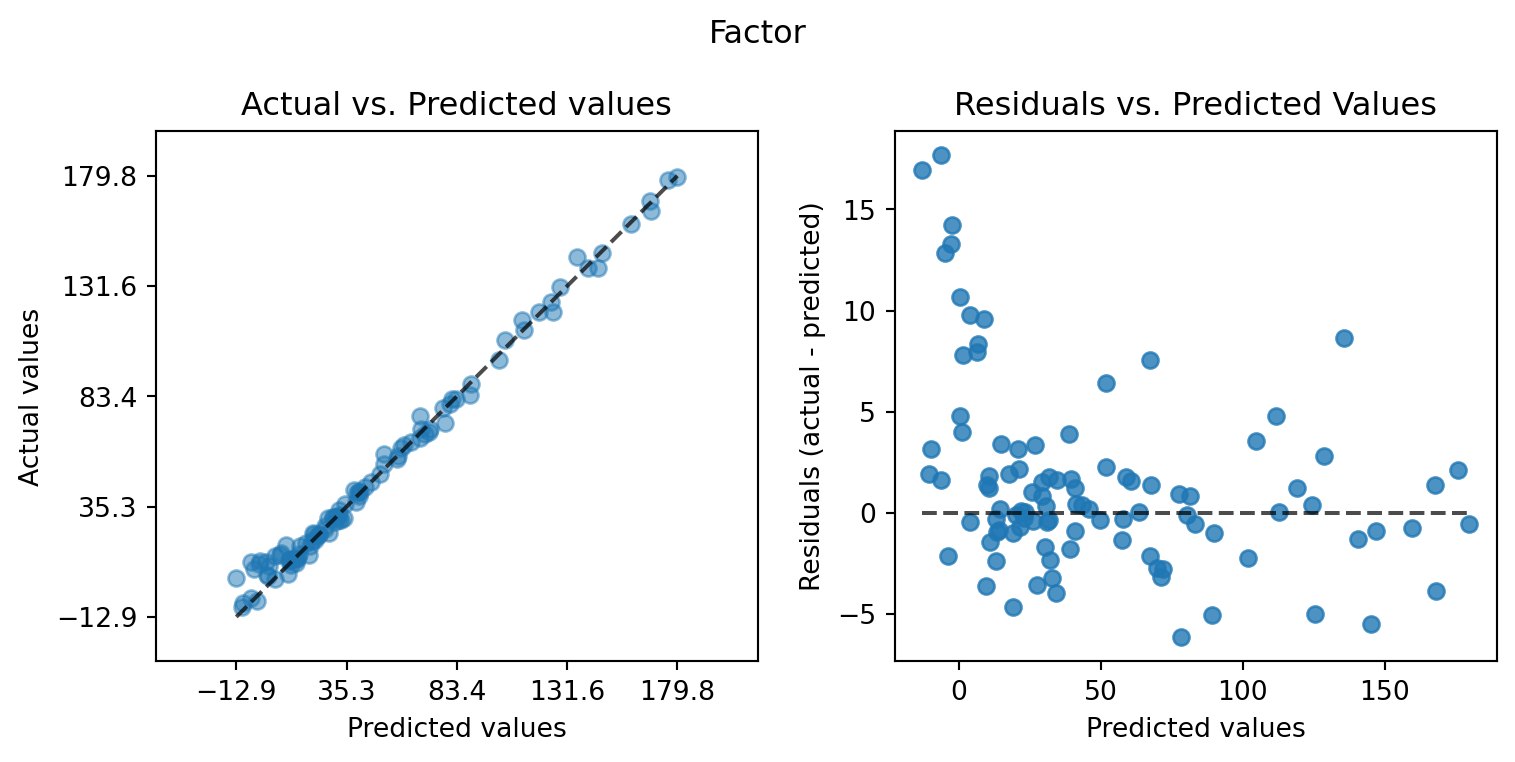 Factor
Actual vs. Predicted values
Actual values
179.8
131.6
83.4
35.3
−12.9
−12.9 35.3 83.4 131.6 179.8
Predicted values
Residuals vs. Predicted Values
Residuals (actual - predicted)
15
10
5
0
−5
0 50 100 150
Predicted values